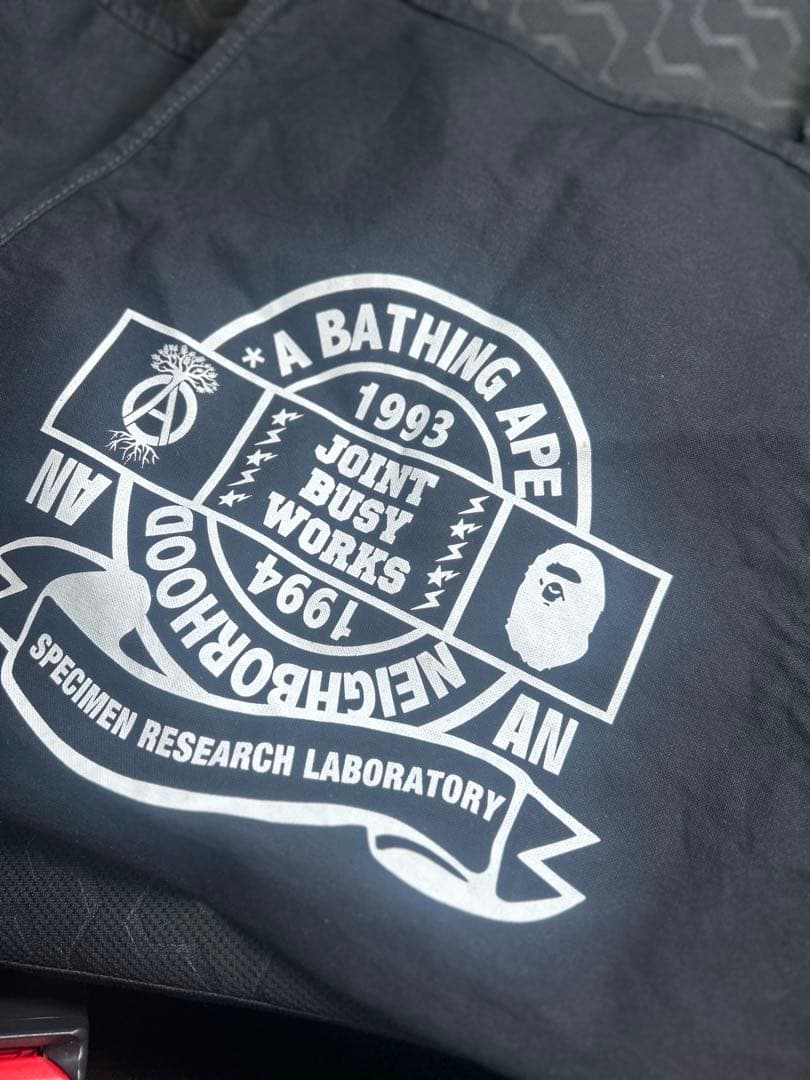 * A BATHING APE
1993
JOINT
BUSY
WORKS
1994
NEIGHBORHOOD
AN
AN
SPECIMEN RESEARCH LABORATORY